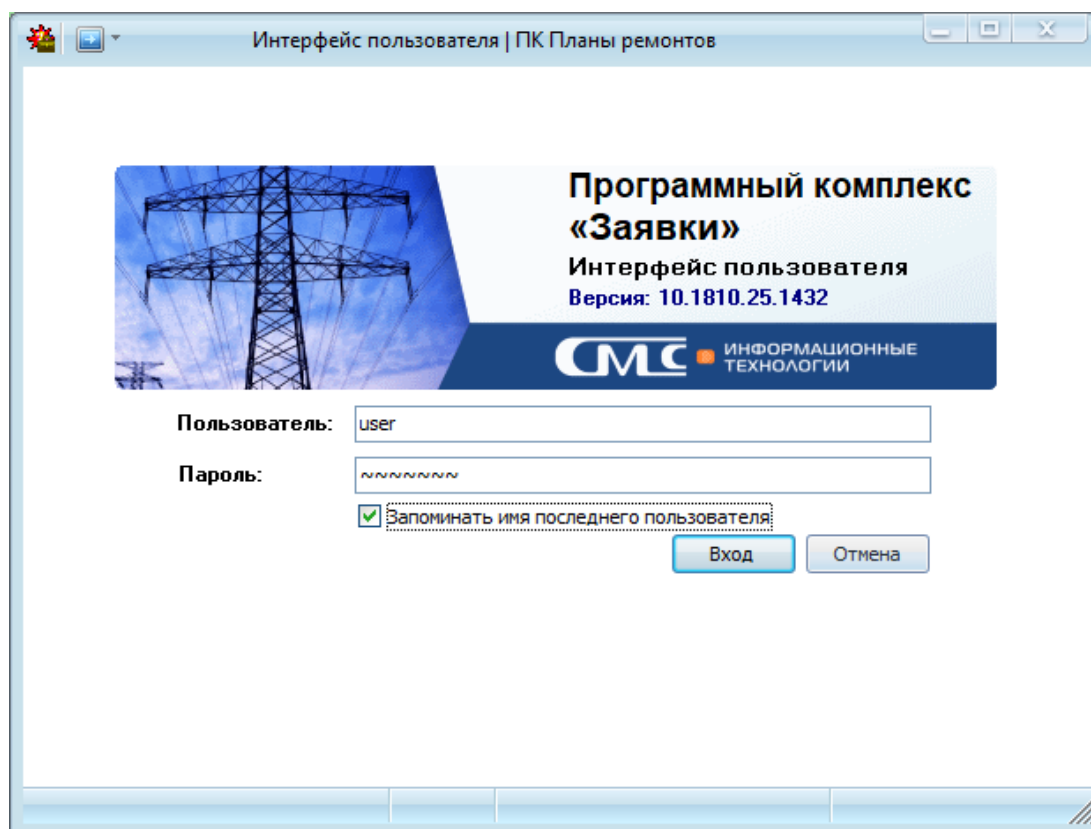 Интерфейс пользователя | ПК Планы ремонтов
Программный комплекс
«Заявки»
Интерфейс пользователя
Версия: 10.1810.25.1432
СМС ИНФОРМАЦИОННЫЕ
ТЕХНОЛОГИИ
Пользователь: user
Пароль: ~~~~~~~
Запоминать имя последнего пользователя
Вход Отмена